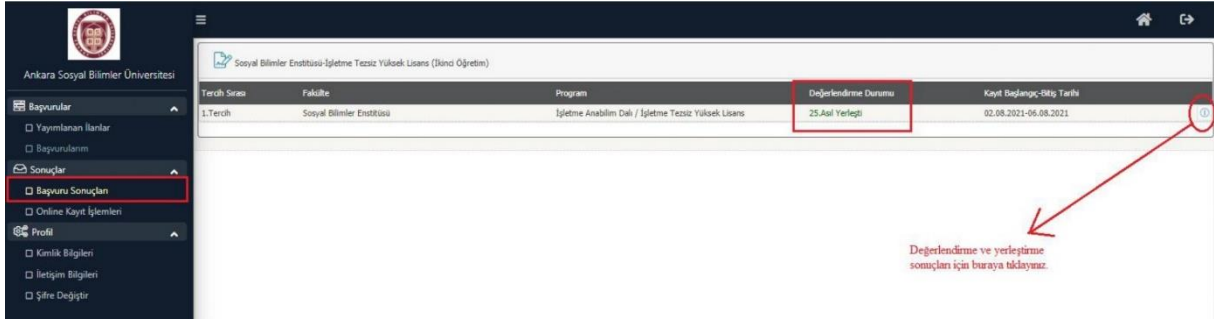 Ankara Sosyal Bilimler Üniversitesi
Başvurular
Yayımlanan İlanlar
Başvurularım
Sonuçlar
Başvuru Sonuçları
Online Kayıt İşlemleri
Profil
Kimlik Bilgileri
İletişim Bilgileri
Şifre Değiştir
Sosyal Bilimler Enstitüsü-İşletme Tezsiz Yüksek Lisans (İkinci Öğretim)
Tercih Sırası Fakülte Program Değerlendirme Durumu Kayıt Başlangıç-Bitiş Tarihi
1.Tercih Sosyal Bilimler Enstitüsü İşletme Anabilim Dalı / İşletme Tezsiz Yüksek Lisans 25.Asil Yerleşti 02.08.2021-06.08.2021
Değerlendirme ve yerleştirme
sonuçları için buraya tıklayınız.